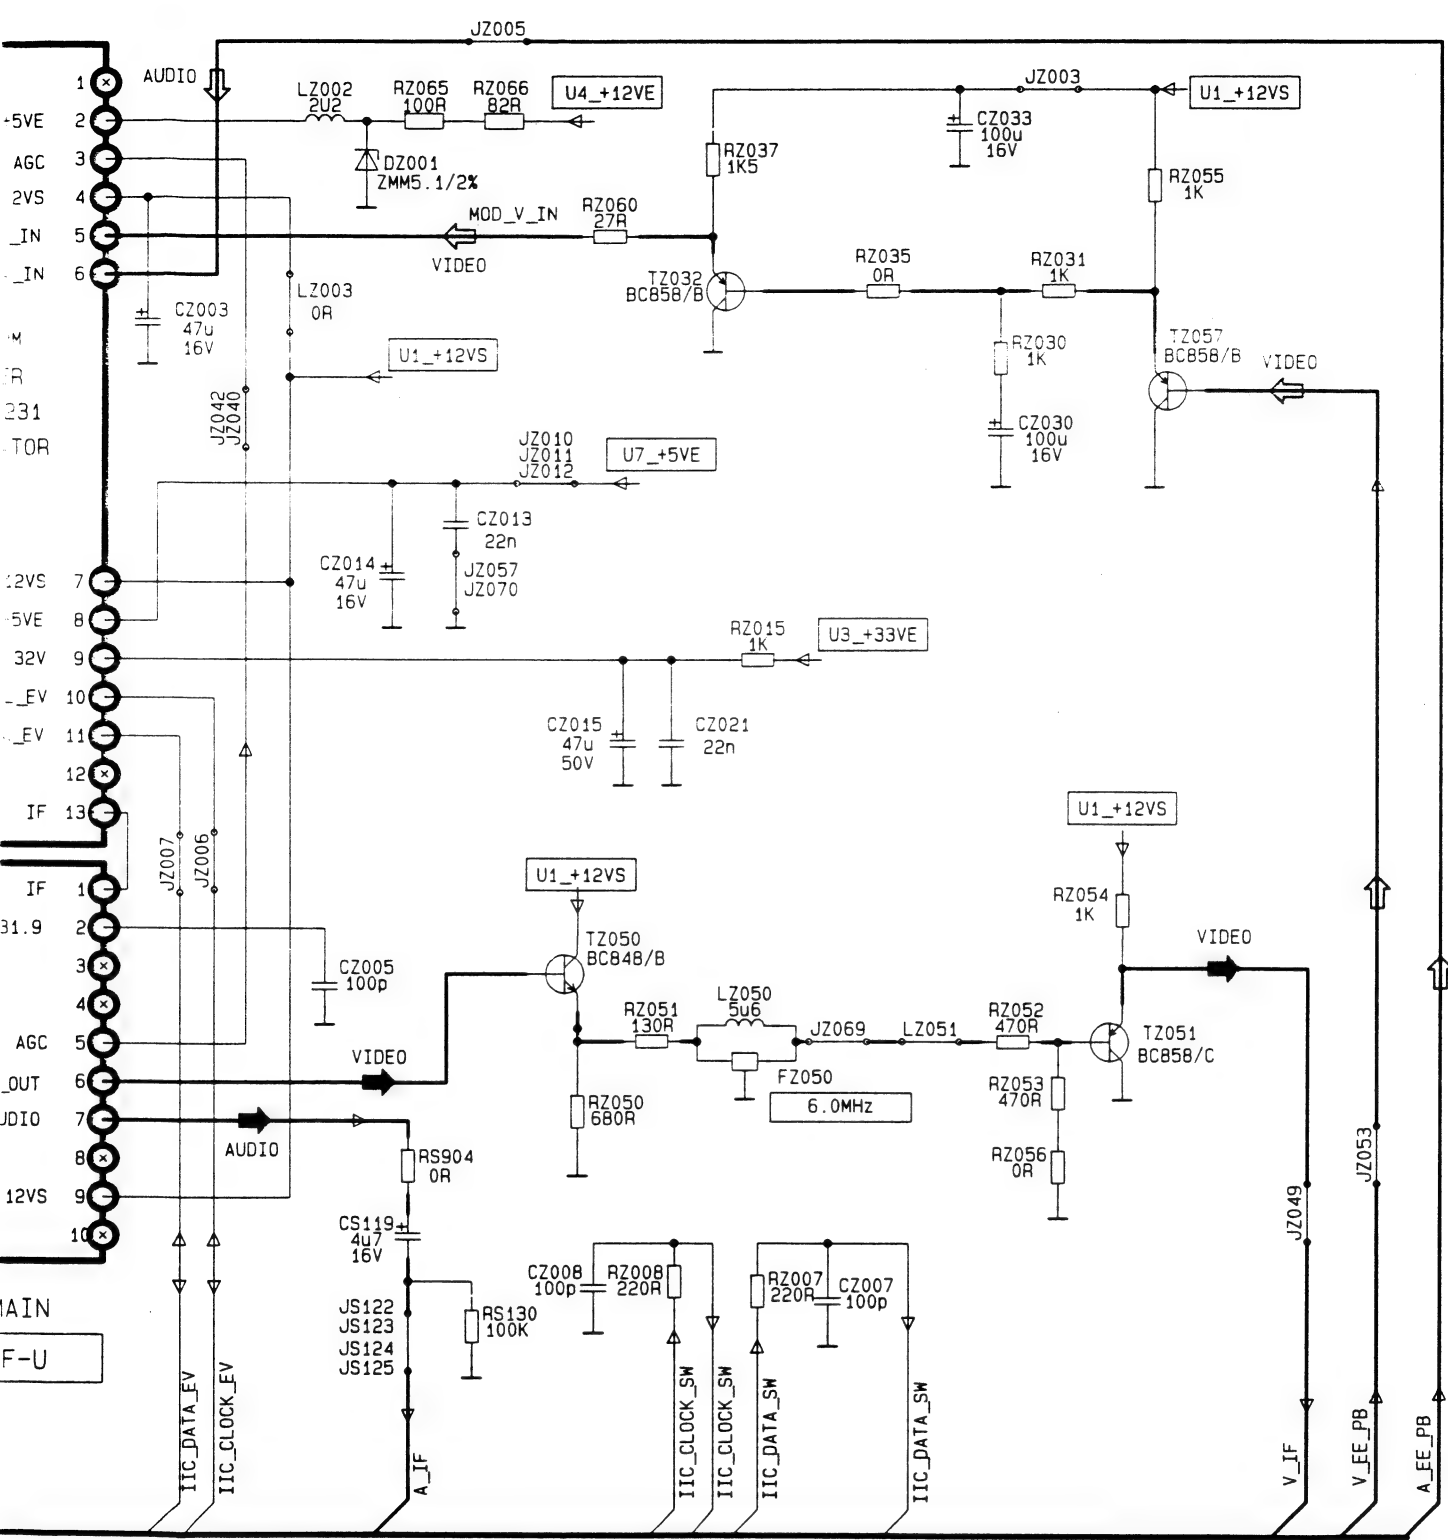 JZ005
AUDIO
1
+5VE 2
AGC 3
2VS 4
_IN 5
_IN 6
LZ002
2U2
RZ065
100R
RZ066
82R
U4_+12VE
DZ001
ZMM5.1/2%
MOD_V_IN
VIDEO
RZ060
27R
RZ037
1K5
CZ033
100u
16V
JZ003
U1_+12VS
RZ055
1K
TZ032
BC858/B
RZ035
0R
RZ031
1K
RZ030
1K
CZ030
100u
16V
TZ057
BC858/B
VIDEO
CZ003
47u
16V
LZ003
0R
U1_+12VS
231
TOR
JZ042
JZ040
JZ010
JZ011
JZ012
U7_+5VE
CZ013
22n
CZ014
47u
16V
JZ057
JZ070
12VS 7
5VE 8
32V 9
_EV 10
_EV 11
12
IF 13
RZ015
1K
U3_+33VE
CZ015
47u
50V
CZ021
22n
JZ007
JZ006
IF 1
31.9 2
3
4
AGC 5
_OUT 6
UDIO 7
8
12VS 9
10
CZ005
100p
VIDEO
AUDIO
U1_+12VS
TZ050
BC848/B
RZ051
130R
LZ050
5u6
JZ069
LZ051
RZ052
470R
FZ050
6.0MHz
RZ050
680R
RZ053
470R
RZ056
0R
U1_+12VS
RZ054
1K
TZ051
BC858/C
VIDEO
RS904
0R
CS119
4u7
16V
JS122
JS123
JS124
JS125
RS130
100K
CZ008
100p
RZ008
220R
RZ007
220R
CZ007
100p
JZ049
JZ053
AIN
F-U
IIC_DATA_EV
IIC_CLOCK_EV
A_IF
IIC_CLOCK_SW
IIC_CLOCK_SW
IIC_DATA_SW
IIC_DATA_SW
V_IF
V_EE_PB
A_EE_PB